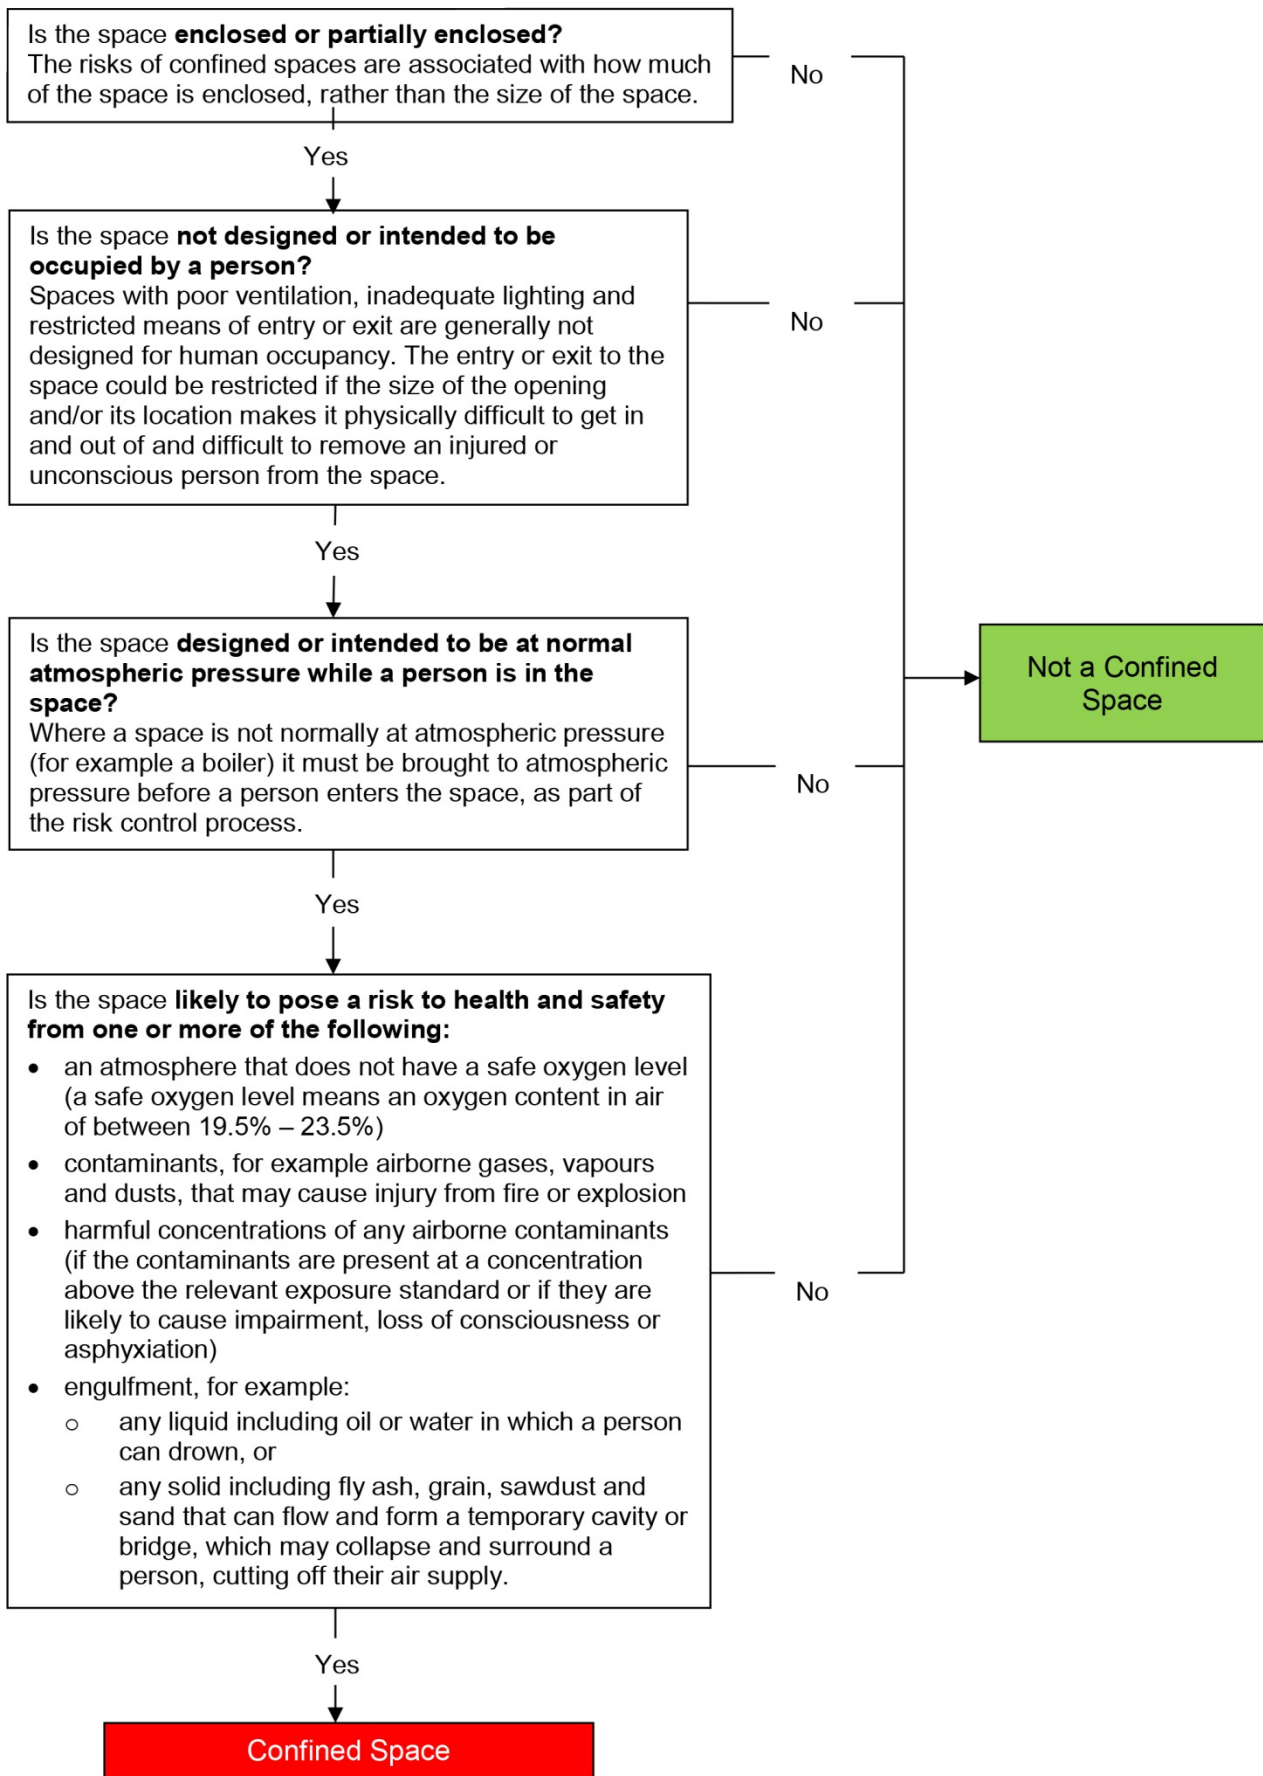 Is the space enclosed or partially enclosed?
The risks of confined spaces are associated with how much
of the space is enclosed, rather than the size of the space.
No
Yes
Is the space not designed or intended to be
occupied by a person?
Spaces with poor ventilation, inadequate lighting and
restricted means of entry or exit are generally not
designed for human occupancy. The entry or exit to the
space could be restricted if the size of the opening
and/or its location makes it physically difficult to get in
and out of and difficult to remove an injured or
unconscious person from the space.
No
Yes
Is the space designed or intended to be at normal
atmospheric pressure while a person is in the
space?
Where a space is not normally at atmospheric pressure
(for example a boiler) it must be brought to atmospheric
pressure before a person enters the space, as part of
the risk control process.
No
Not a Confined
Space
Yes
Is the space likely to pose a risk to health and safety
from one or more of the following:
• an atmosphere that does not have a safe oxygen level
(a safe oxygen level means an oxygen content in air
of between 19.5% – 23.5%)
• contaminants, for example airborne gases, vapours
and dusts, that may cause injury from fire or explosion
• harmful concentrations of any airborne contaminants
(if the contaminants are present at a concentration
above the relevant exposure standard or if they are
likely to cause impairment, loss of consciousness or
asphyxiation)
• engulfment, for example:
o any liquid including oil or water in which a person
can drown, or
o any solid including fly ash, grain, sawdust and
sand that can flow and form a temporary cavity or
bridge, which may collapse and surround a
person, cutting off their air supply.
No
Yes
Confined Space